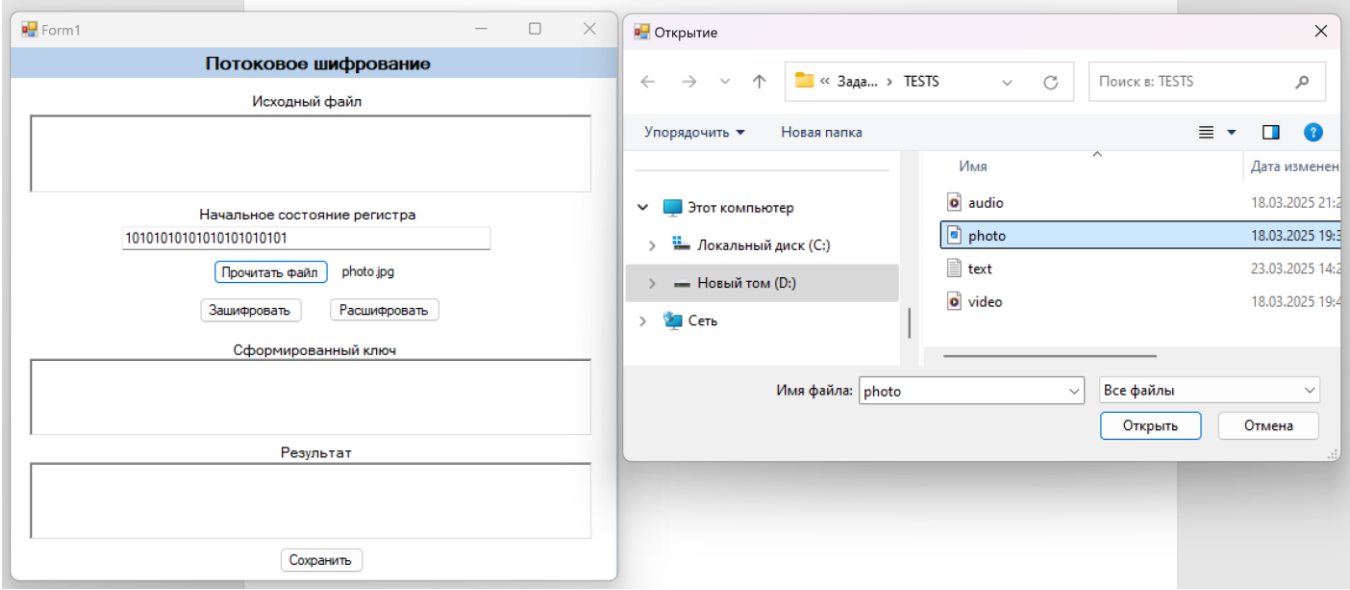 Form1
Потоковое шифрование
Исходный файл
Начальное состояние регистра
10101010101010101010101
Прочитать файл photo.jpg
Зашифровать Расшифровать
Сформированный ключ
Результат
Сохранить
Открытие
« Зада... › TESTS
Поиск в: TESTS
Упорядочить Новая папка
Имя Дата изменен
Этот компьютер
Локальный диск (C:)
Новый том (D:)
Сеть
audio 18.03.2025 21:2
photo 18.03.2025 19:3
text 23.03.2025 14:2
video 18.03.2025 19:4
Имя файла: photo Все файлы
Открыть Отмена